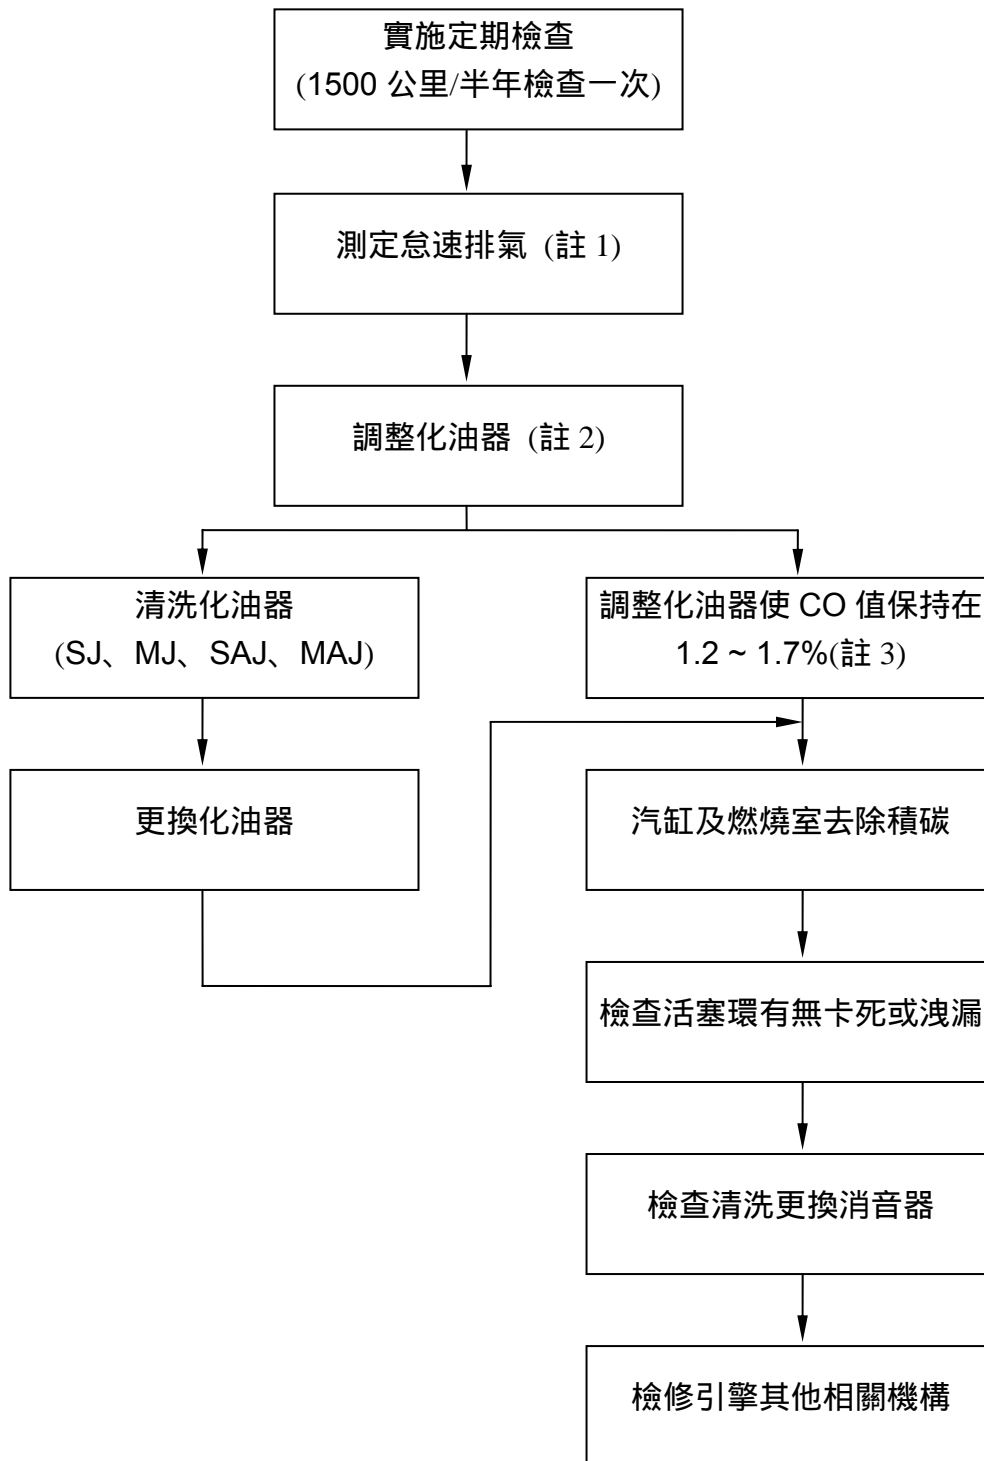 實施定期檢查
(1500 公里/半年檢查一次)
測定怠速排氣 (註 1)
調整化油器 (註 2)
清洗化油器
(SJ、MJ、SAJ、MAJ)
更換化油器
調整化油器使 CO 值保持在
1.2 ~ 1.7%(註 3)
汽缸及燃燒室去除積碳
檢查活塞環有無卡死或洩漏
檢查清洗更換消音器
檢修引擎其他相關機構